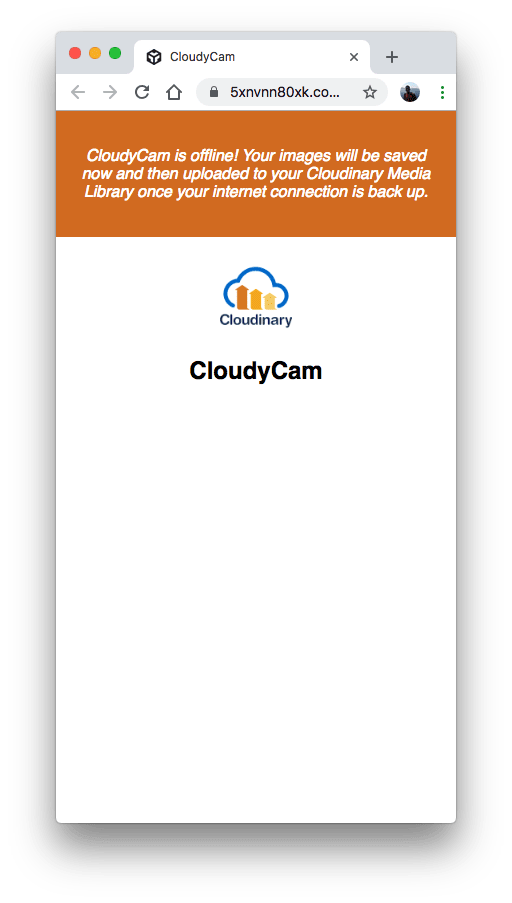 CloudyCam
5xnvnn80xk.co...
CloudyCam is offline! Your images will be saved
now and then uploaded to your Cloudinary Media
Library once your internet connection is back up.
Cloudinary
CloudyCam